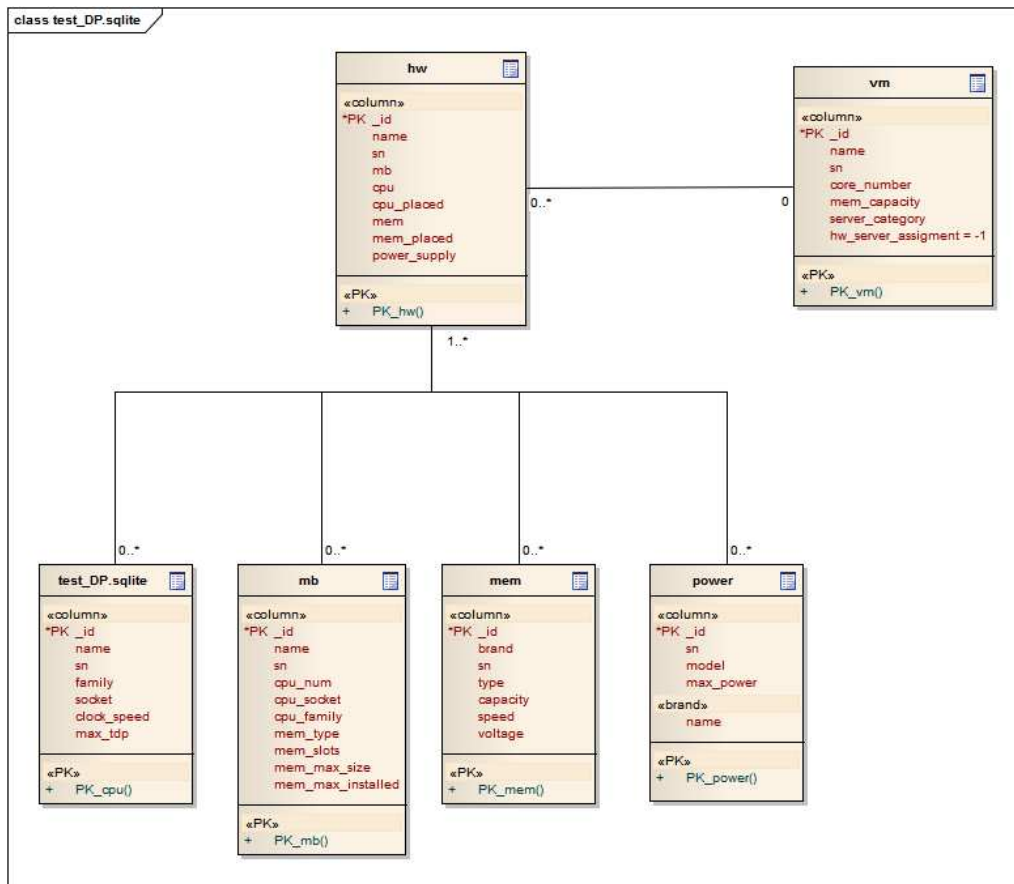 class test_DP.sqlite
hw
«column»
*PK _id
name
sn
mb
cpu
cpu_placed
mem
mem_placed
power_supply
«PK»
+ PK_hw()
vm
«column»
*PK _id
name
sn
core_number
mem_capacity
server_category
hw_server_assigment = -1
«PK»
+ PK_vm()
0..*
0
1..*
0..*
0..*
0..*
0..*
test_DP.sqlite
«column»
*PK _id
name
sn
family
socket
clock_speed
max_tdp
«PK»
+ PK_cpu()
mb
«column»
*PK _id
name
sn
cpu_num
cpu_socket
cpu_family
mem_type
mem_slots
mem_max_size
mem_max_installed
«PK»
+ PK_mb()
mem
«column»
*PK _id
brand
sn
type
capacity
speed
voltage
«PK»
+ PK_mem()
power
«column»
*PK _id
sn
model
max_power
«brand»
name
«PK»
+ PK_power()